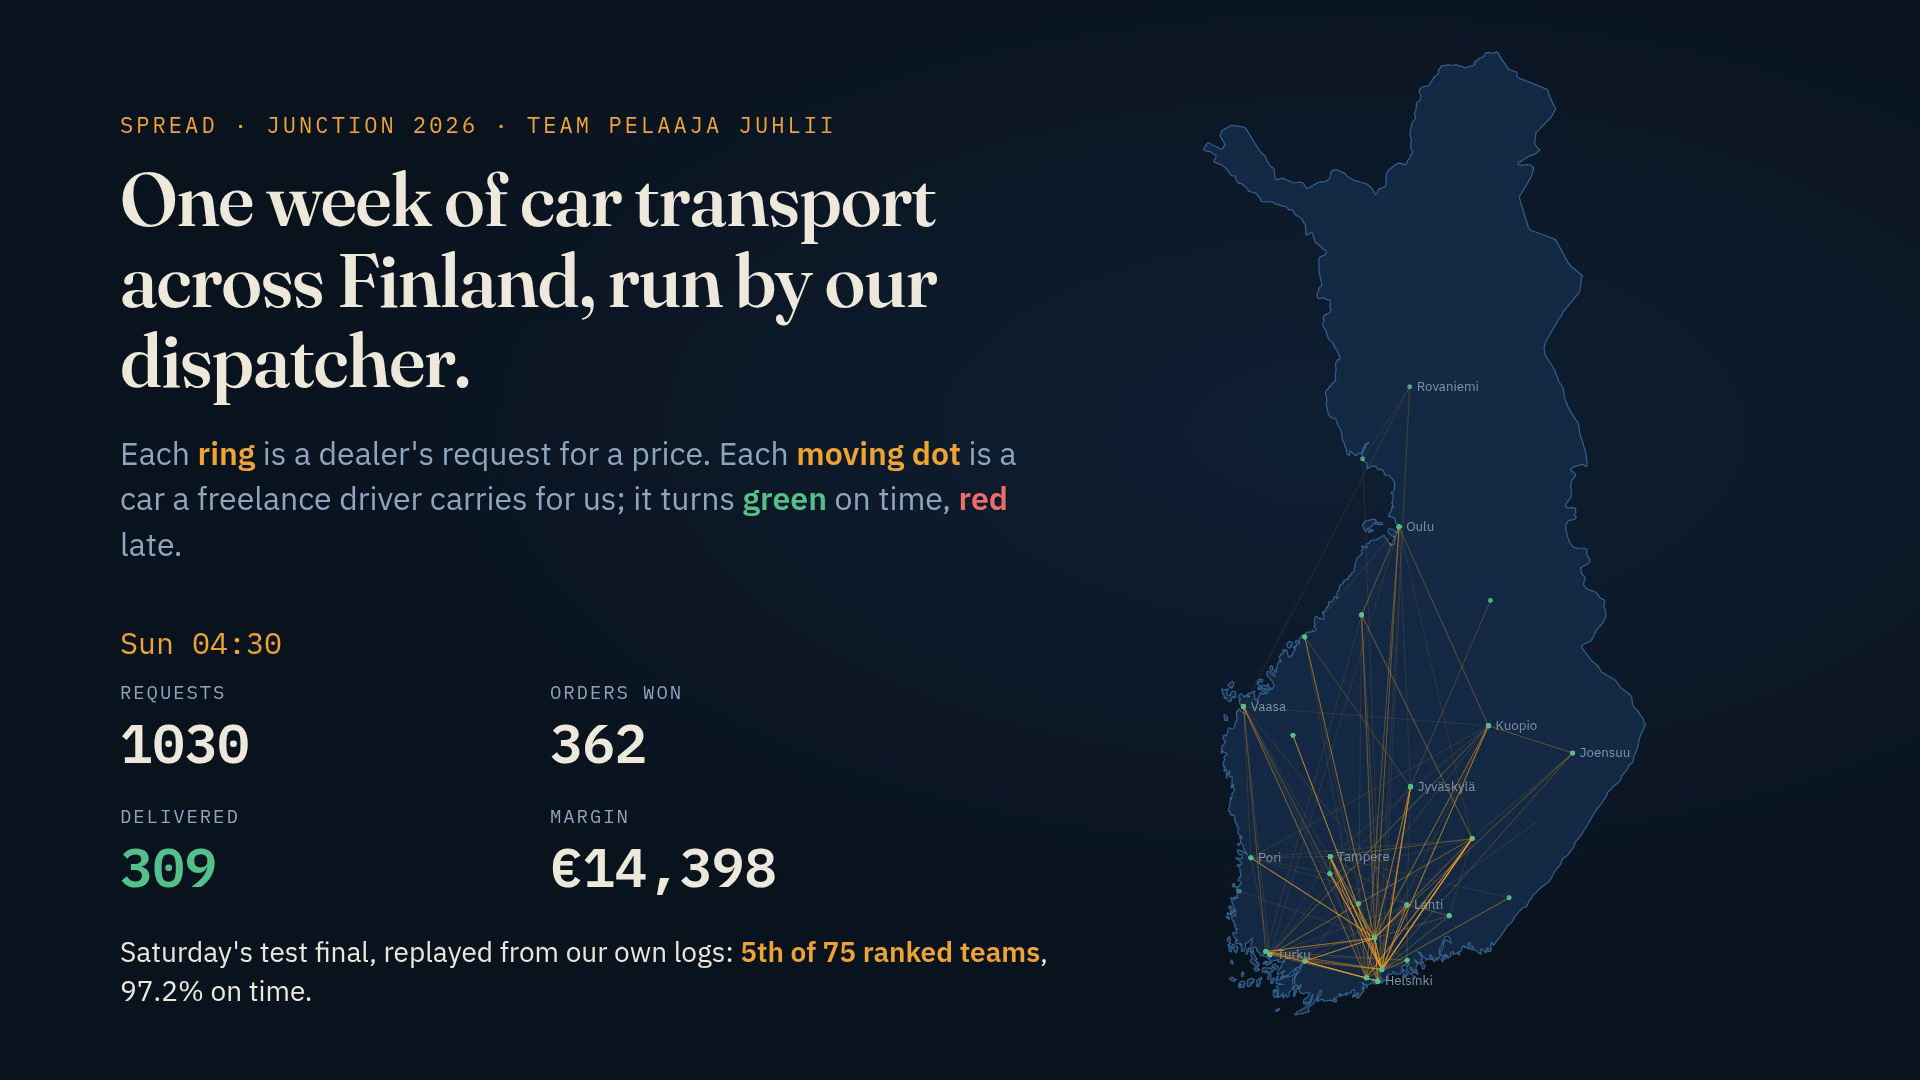 SPREAD · JUNCTION 2026 · TEAM PELAAJA JUHLII
One week of car transport
across Finland, run by our
dispatcher.
Each ring is a dealer's request for a price. Each moving dot is a
car a freelance driver carries for us; it turns green on time, red
late.
Sun 04:30
REQUESTS
1030
ORDERS WON
362
DELIVERED
309
MARGIN
€14,398
Saturday's test final, replayed from our own logs: 5th of 75 ranked teams,
97.2% on time.
Rovaniemi
Oulu
Vaasa
Kuopio
Joensuu
Jyväskylä
Pori
Tampere
Lahti
Turku
Helsinki